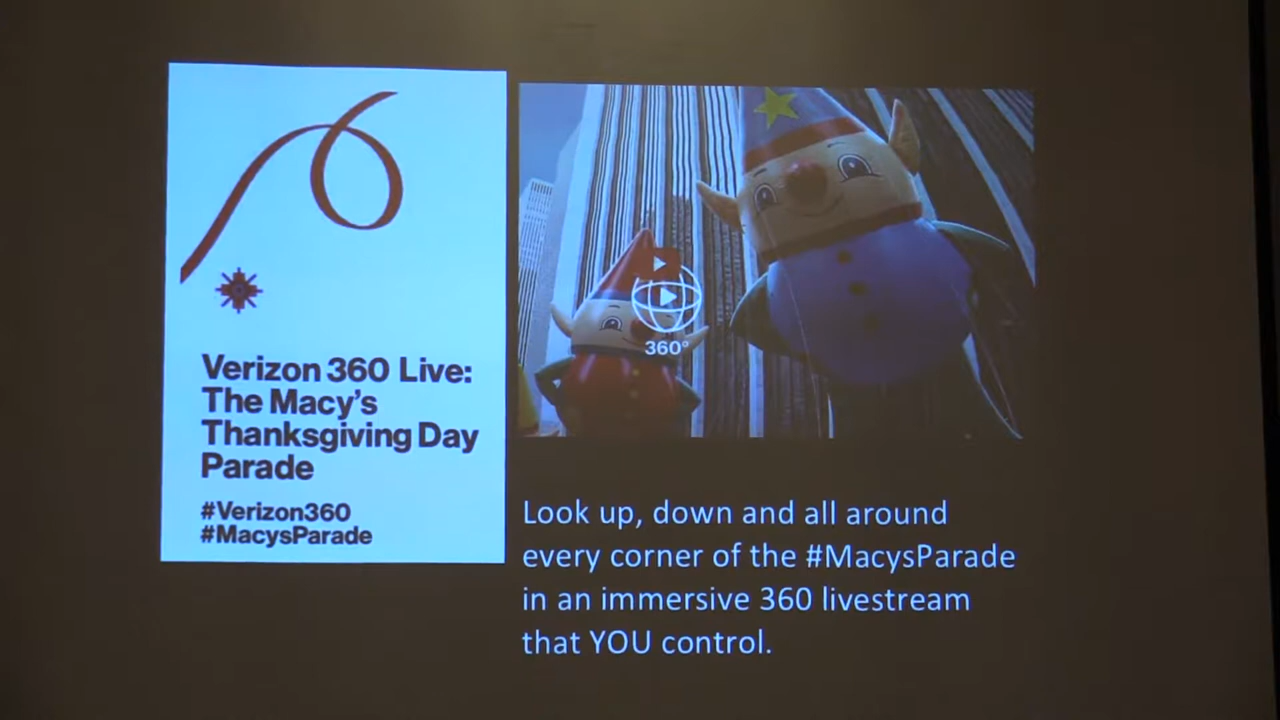 Verizon 360 Live:
The Macy's
Thanksgiving Day
Parade
#Verizon360
#MacysParade
360°
Look up, down and all around
every corner of the #MacysParade
in an immersive 360 livestream
that YOU control.